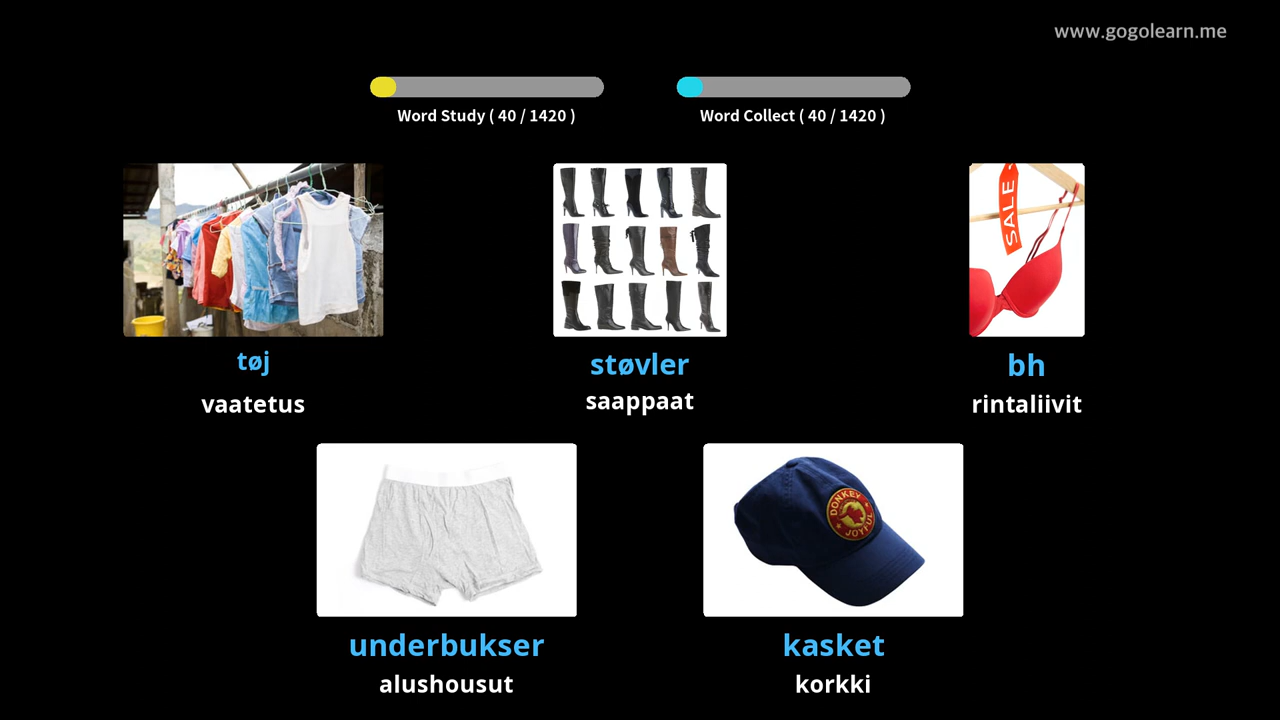 www.gogolearn.me
Word Study ( 40 / 1420 )
Word Collect ( 40 / 1420 )
SALE
tøj
vaatetus
støvler
saappaat
bh
rintaliivit
DONKEY
JOYFUL
underbukser
alushousut
kasket
korkki